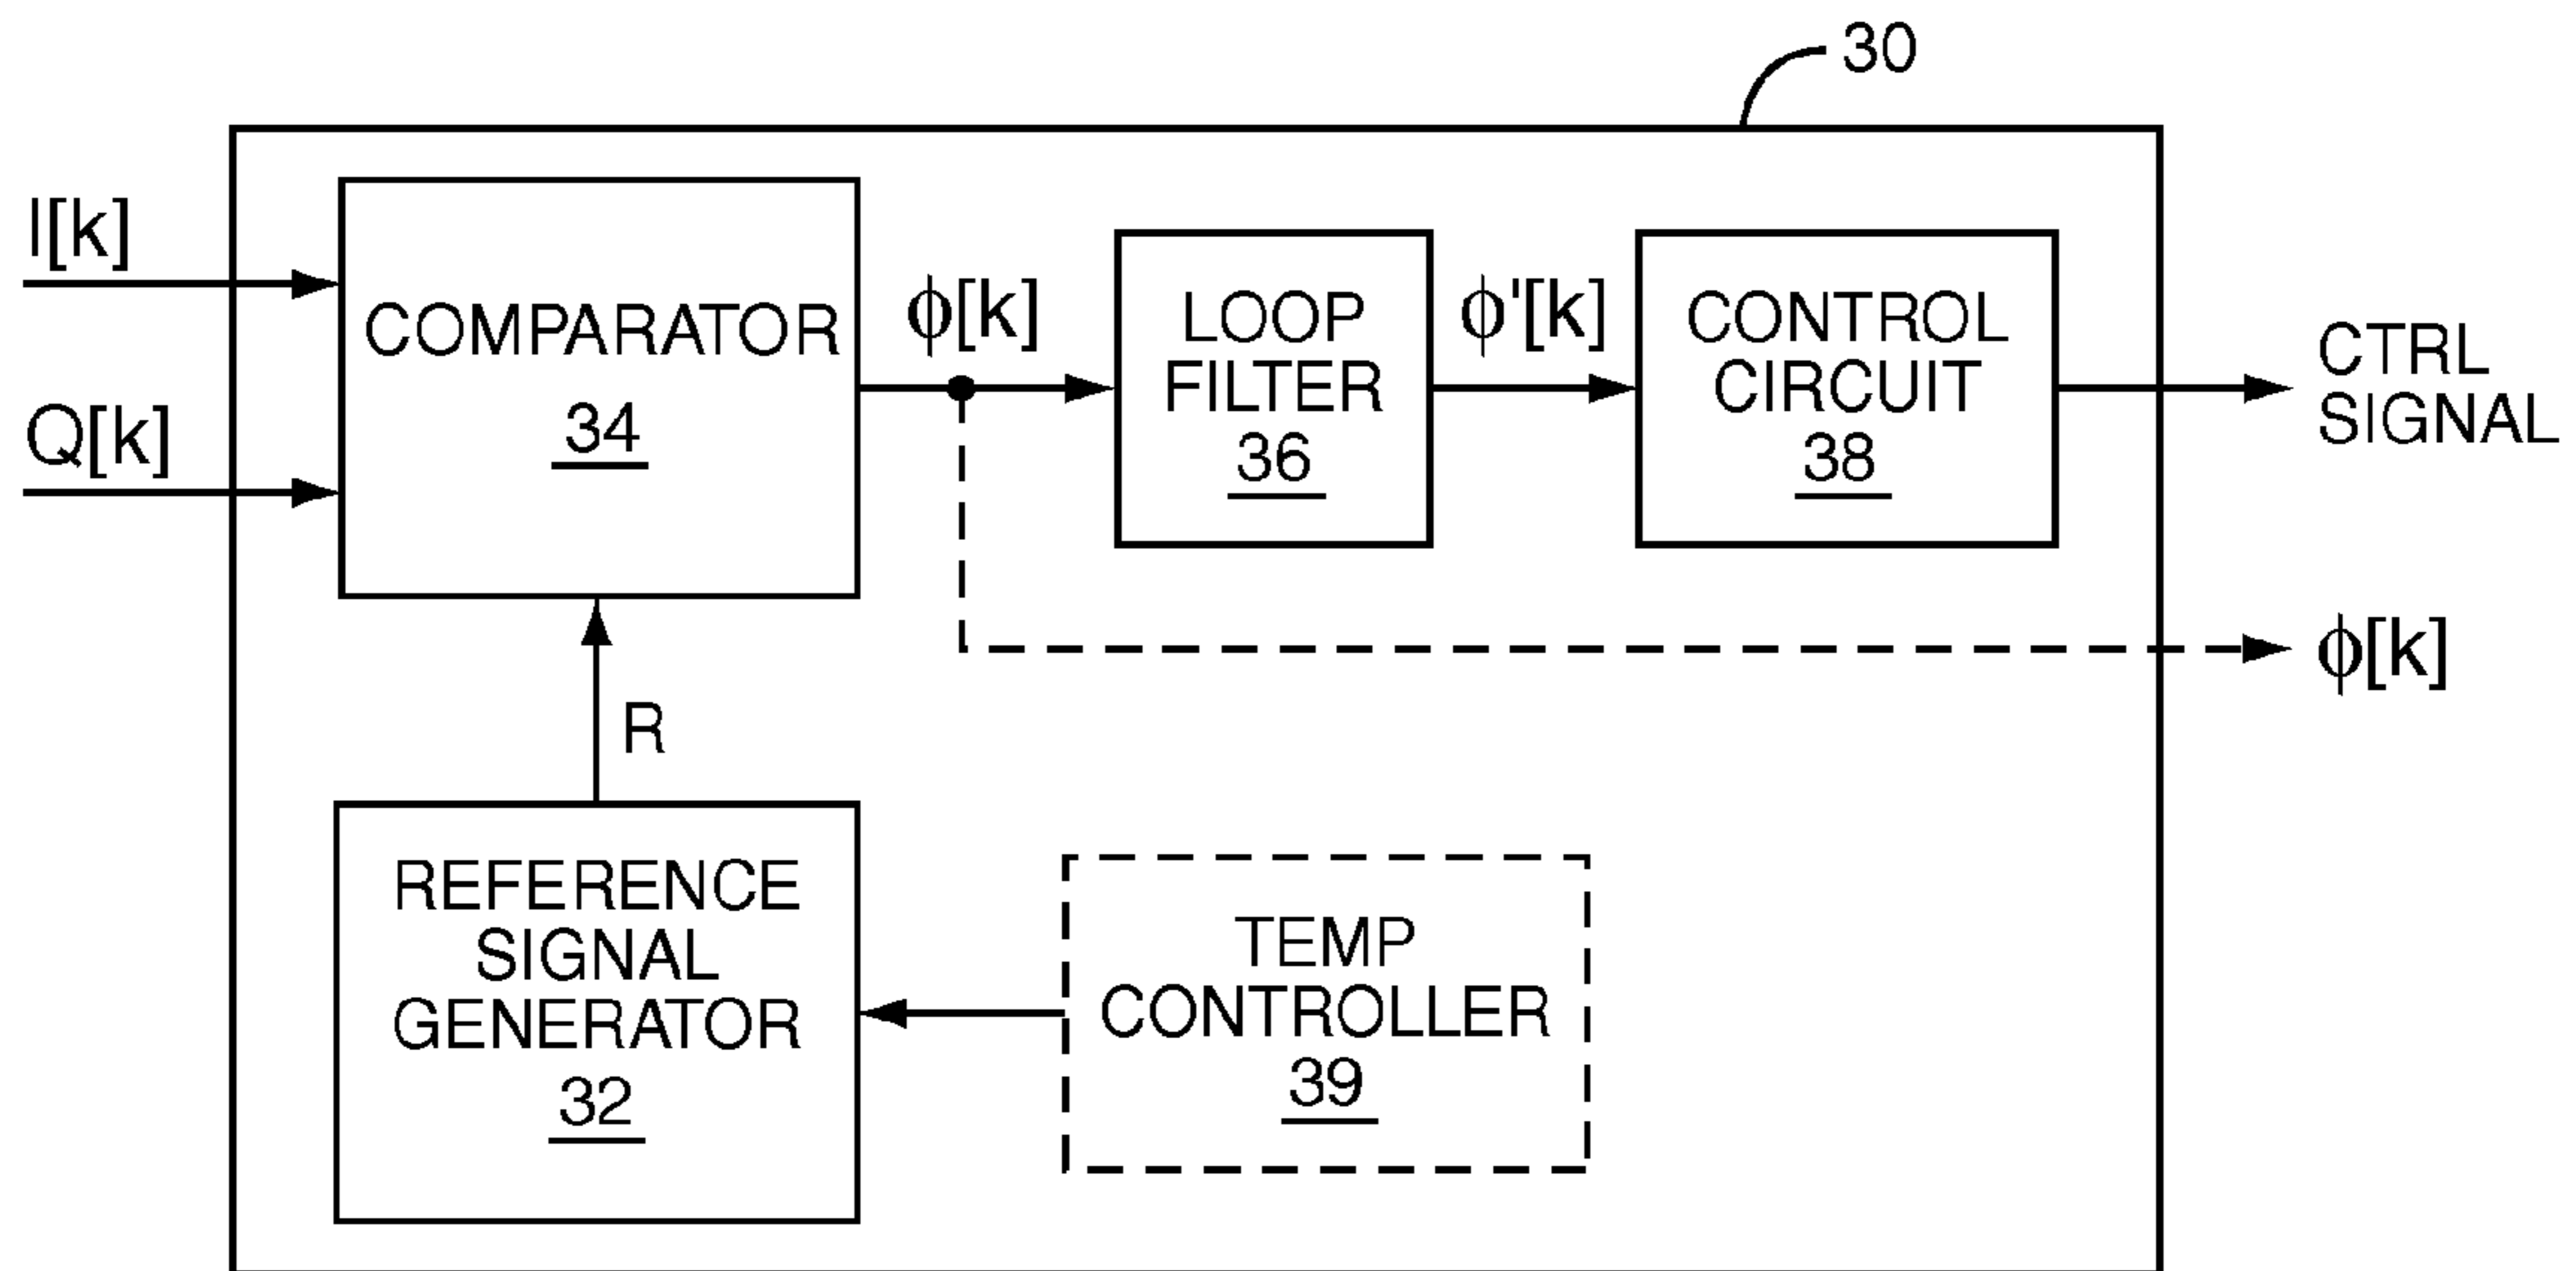 30
I[k]
Q[k]
COMPARATOR
34
ϕ[k]
LOOP
FILTER
36
ϕ'[k]
CONTROL
CIRCUIT
38
CTRL
SIGNAL
ϕ[k]
R
REFERENCE
SIGNAL
GENERATOR
32
TEMP
CONTROLLER
39